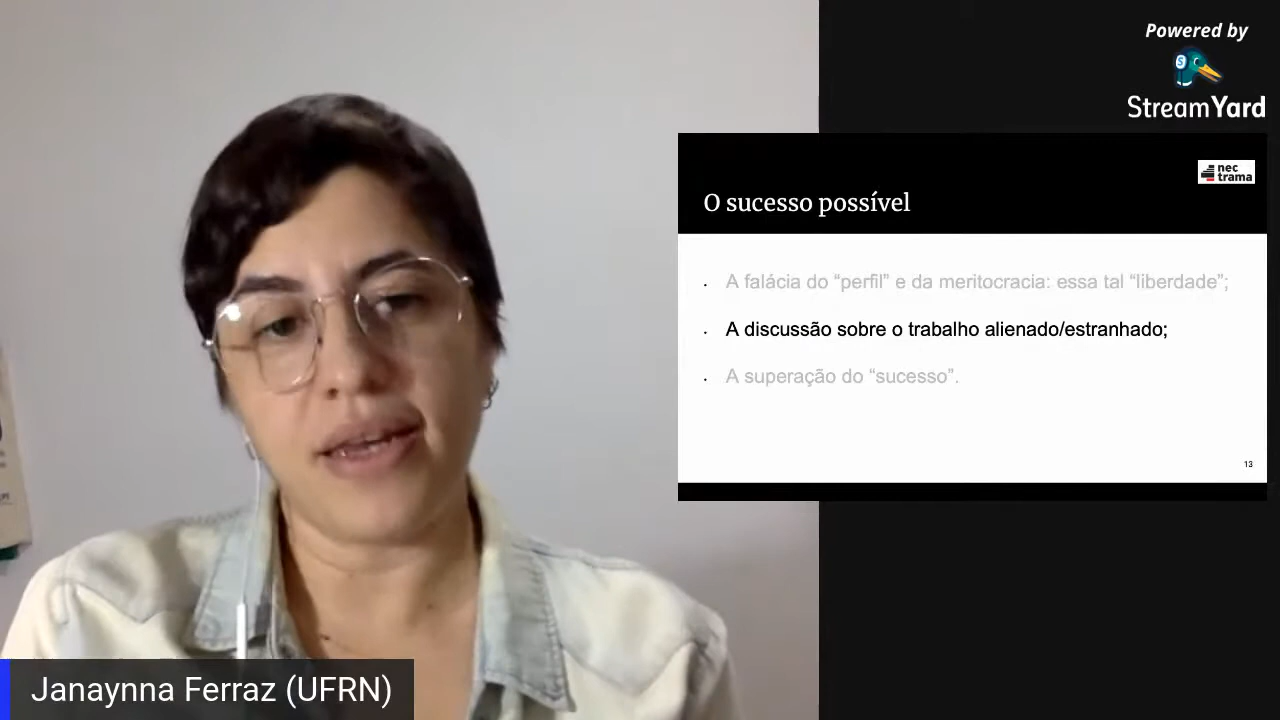 Powered by
StreamYard
nec
trama
O sucesso possível
A falácia do “perfil” e da meritocracia: essa tal “liberdade”;
A discussão sobre o trabalho alienado/estranhado;
A superação do “sucesso”.
13
Janaynna Ferraz (UFRN)